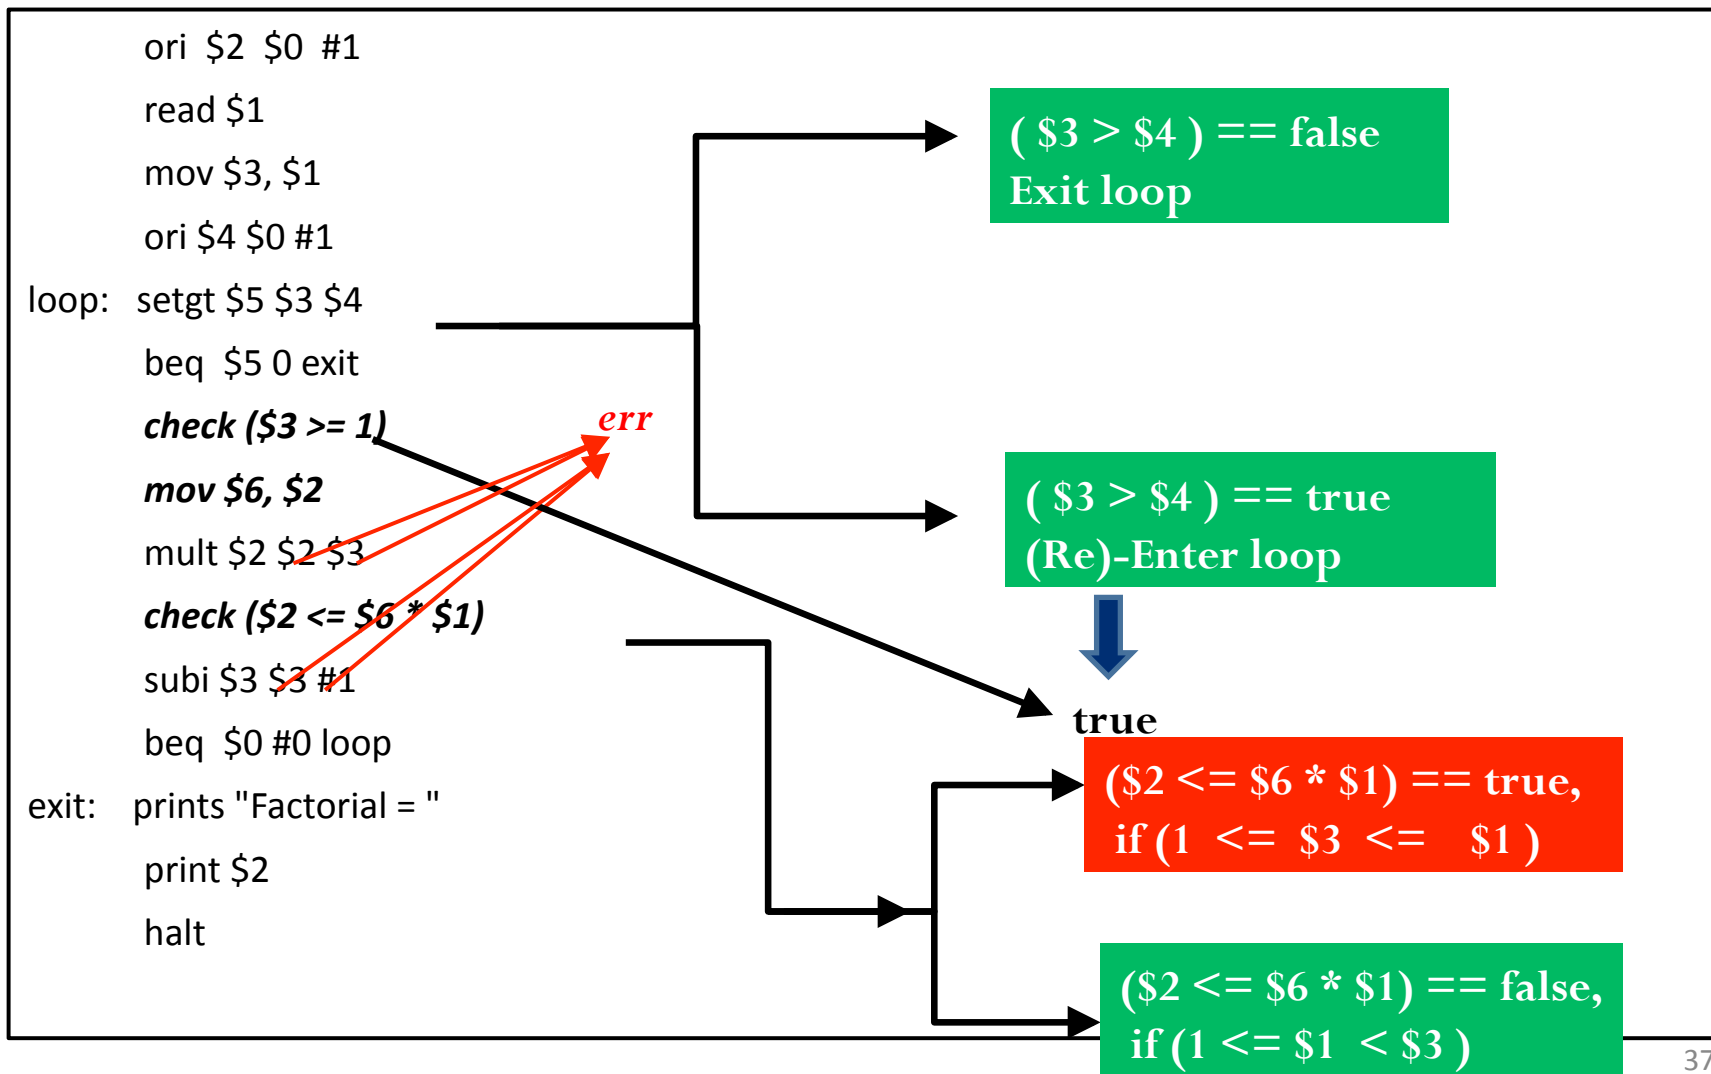 ori $2 $0 #1
read $1
mov $3, $1
ori $4 $0 #1
loop: setgt $5 $3 $4
beq $5 0 exit
check ($3 >= 1)
mov $6, $2
mult $2 $2 $3
check ($2 <= $6 * $1)
subi $3 $3 #1
beq $0 #0 loop
exit: prints "Factorial = "
print $2
halt
err
( $3 > $4 ) == false
Exit loop
( $3 > $4 ) == true
(Re)-Enter loop
true
($2 <= $6 * $1) == true,
if (1 <= $3 <= $1 )
($2 <= $6 * $1) == false,
if (1 <= $1 < $3 )
37